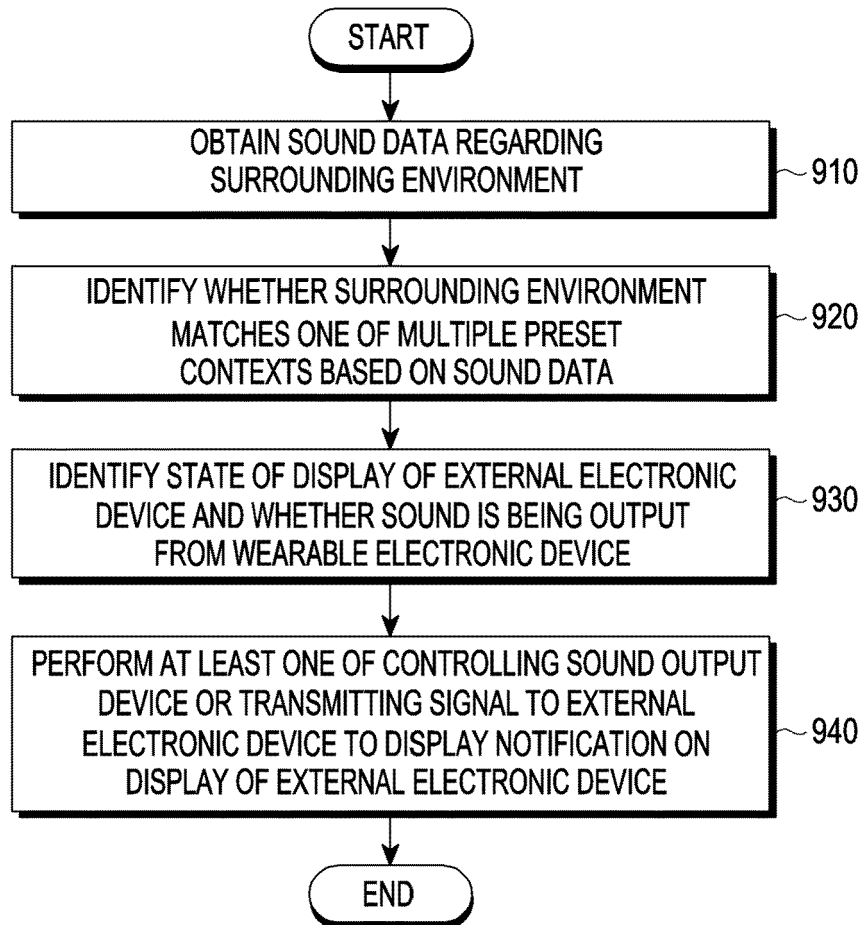 START
OBTAIN SOUND DATA REGARDING
SURROUNDING ENVIRONMENT
910
IDENTIFY WHETHER SURROUNDING ENVIRONMENT
MATCHES ONE OF MULTIPLE PRESET
CONTEXTS BASED ON SOUND DATA
920
IDENTIFY STATE OF DISPLAY OF EXTERNAL ELECTRONIC
DEVICE AND WHETHER SOUND IS BEING OUTPUT
FROM WEARABLE ELECTRONIC DEVICE
930
PERFORM AT LEAST ONE OF CONTROLLING SOUND OUTPUT
DEVICE OR TRANSMITTING SIGNAL TO EXTERNAL
ELECTRONIC DEVICE TO DISPLAY NOTIFICATION ON
DISPLAY OF EXTERNAL ELECTRONIC DEVICE
940
END